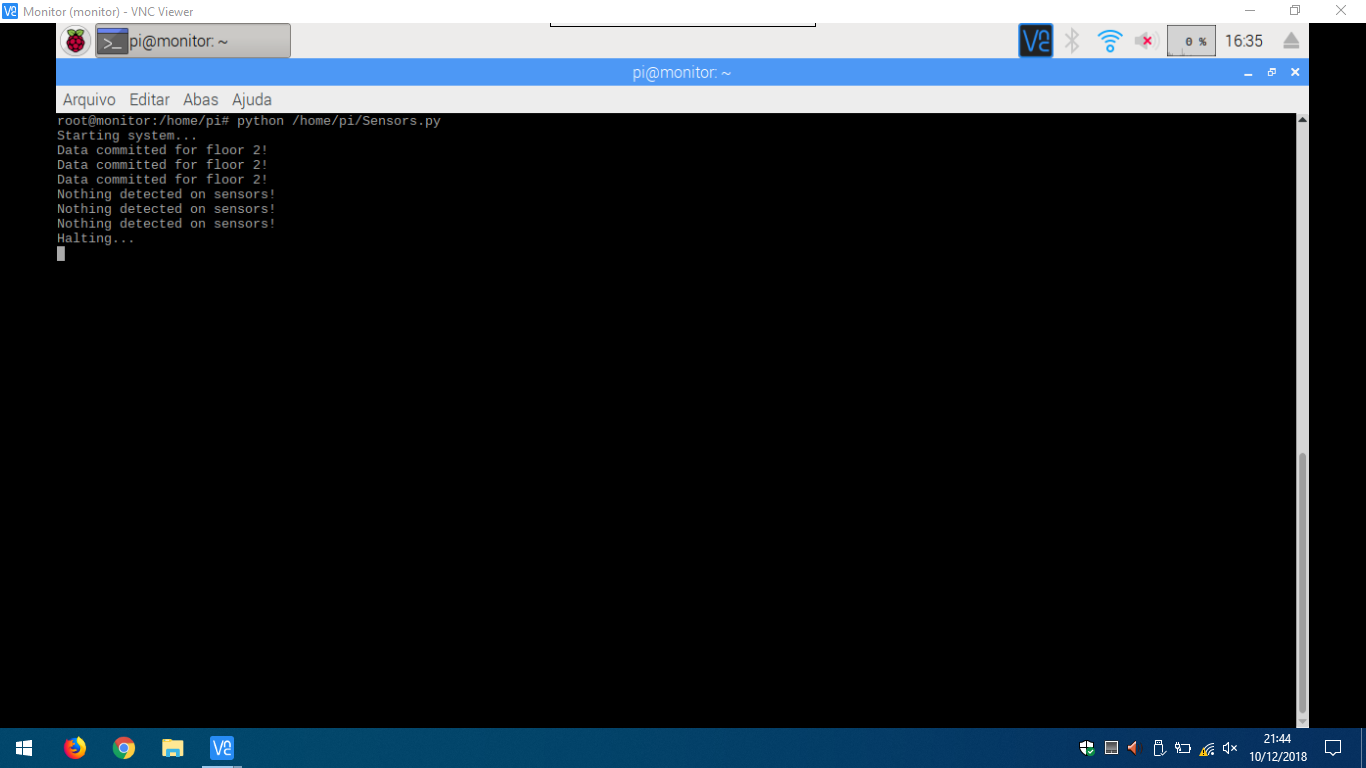 Monitor (monitor) - VNC Viewer
pi@monitor: ~
0 %
16:35
pi@monitor: ~
Arquivo Editar Abas Ajuda
root@monitor:/home/pi# python /home/pi/Sensors.py
Starting system...
Data committed for floor 2!
Data committed for floor 2!
Data committed for floor 2!
Nothing detected on sensors!
Nothing detected on sensors!
Nothing detected on sensors!
Halting...
21:44
10/12/2018